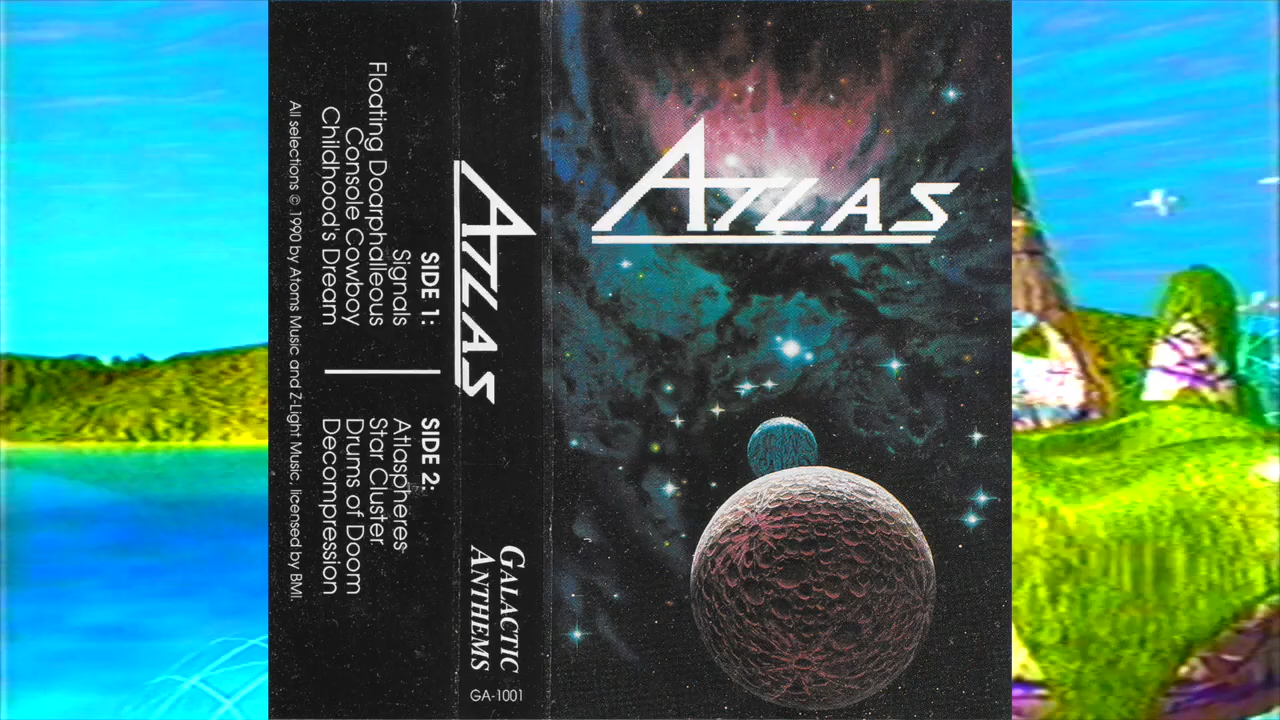 SIDE 1:
Signals
Floating Doarphalleous
Console Cowboy
Childhood's Dream
SIDE 2:
Atlaspheres
Star Cluster
Drums of Doom
Decompression
All selections © 1990 by Atoms Music and Z-Light Music, licensed by BMI.
ATLAS
GALACTIC
ANTHEMS
GA-1001
ATLAS